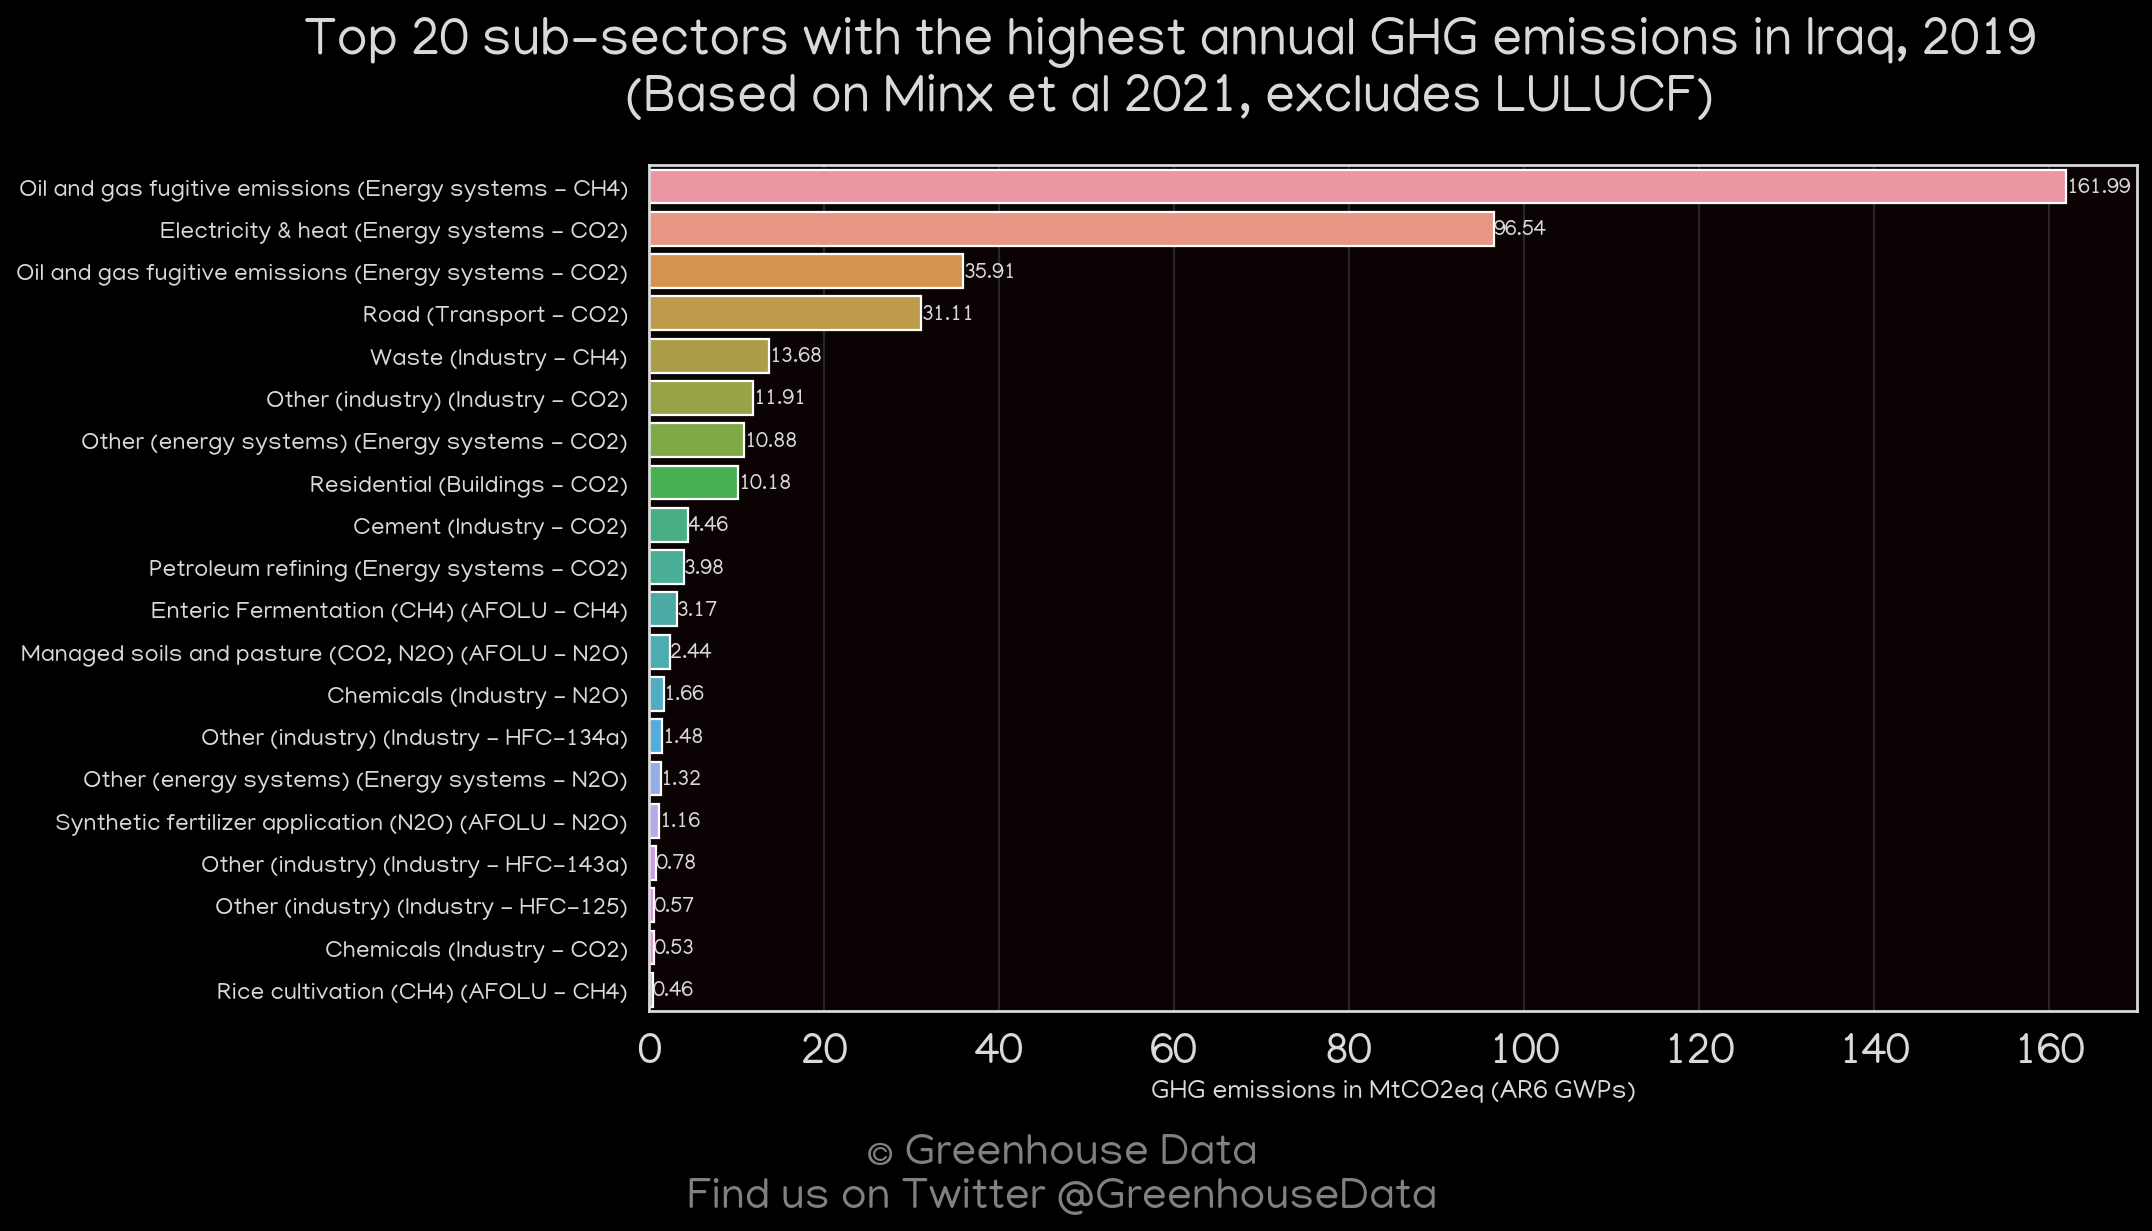 Top 20 sub-sectors with the highest annual GHG emissions in Iraq, 2019
(Based on Minx et al 2021, excludes LULUCF)
Oil and gas fugitive emissions (Energy systems - CH4) 161.99
Electricity & heat (Energy systems - CO2) 96.54
Oil and gas fugitive emissions (Energy systems - CO2) 35.91
Road (Transport - CO2) 31.11
Waste (Industry - CH4) 13.68
Other (industry) (Industry - CO2) 11.91
Other (energy systems) (Energy systems - CO2) 10.88
Residential (Buildings - CO2) 10.18
Cement (Industry - CO2) 4.46
Petroleum refining (Energy systems - CO2) 3.98
Enteric Fermentation (CH4) (AFOLU - CH4) 3.17
Managed soils and pasture (CO2, N2O) (AFOLU - N2O) 2.44
Chemicals (Industry - N2O) 1.66
Other (industry) (Industry - HFC-134a) 1.48
Other (energy systems) (Energy systems - N2O) 1.32
Synthetic fertilizer application (N2O) (AFOLU - N2O) 1.16
Other (industry) (Industry - HFC-143a) 0.78
Other (industry) (Industry - HFC-125) 0.57
Chemicals (Industry - CO2) 0.53
Rice cultivation (CH4) (AFOLU - CH4) 0.46
0 20 40 60 80 100 120 140 160
GHG emissions in MtCO2eq (AR6 GWPs)
© Greenhouse Data
Find us on Twitter @GreenhouseData